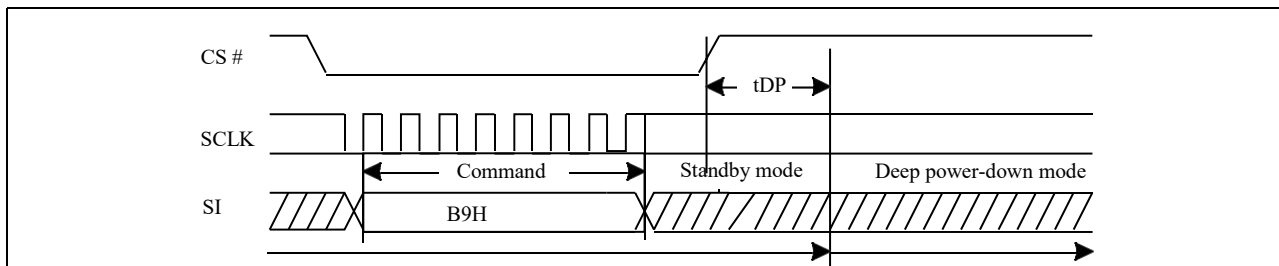 CS #
tDP
SCLK
Command
Standby mode
Deep power-down mode
SI
B9H